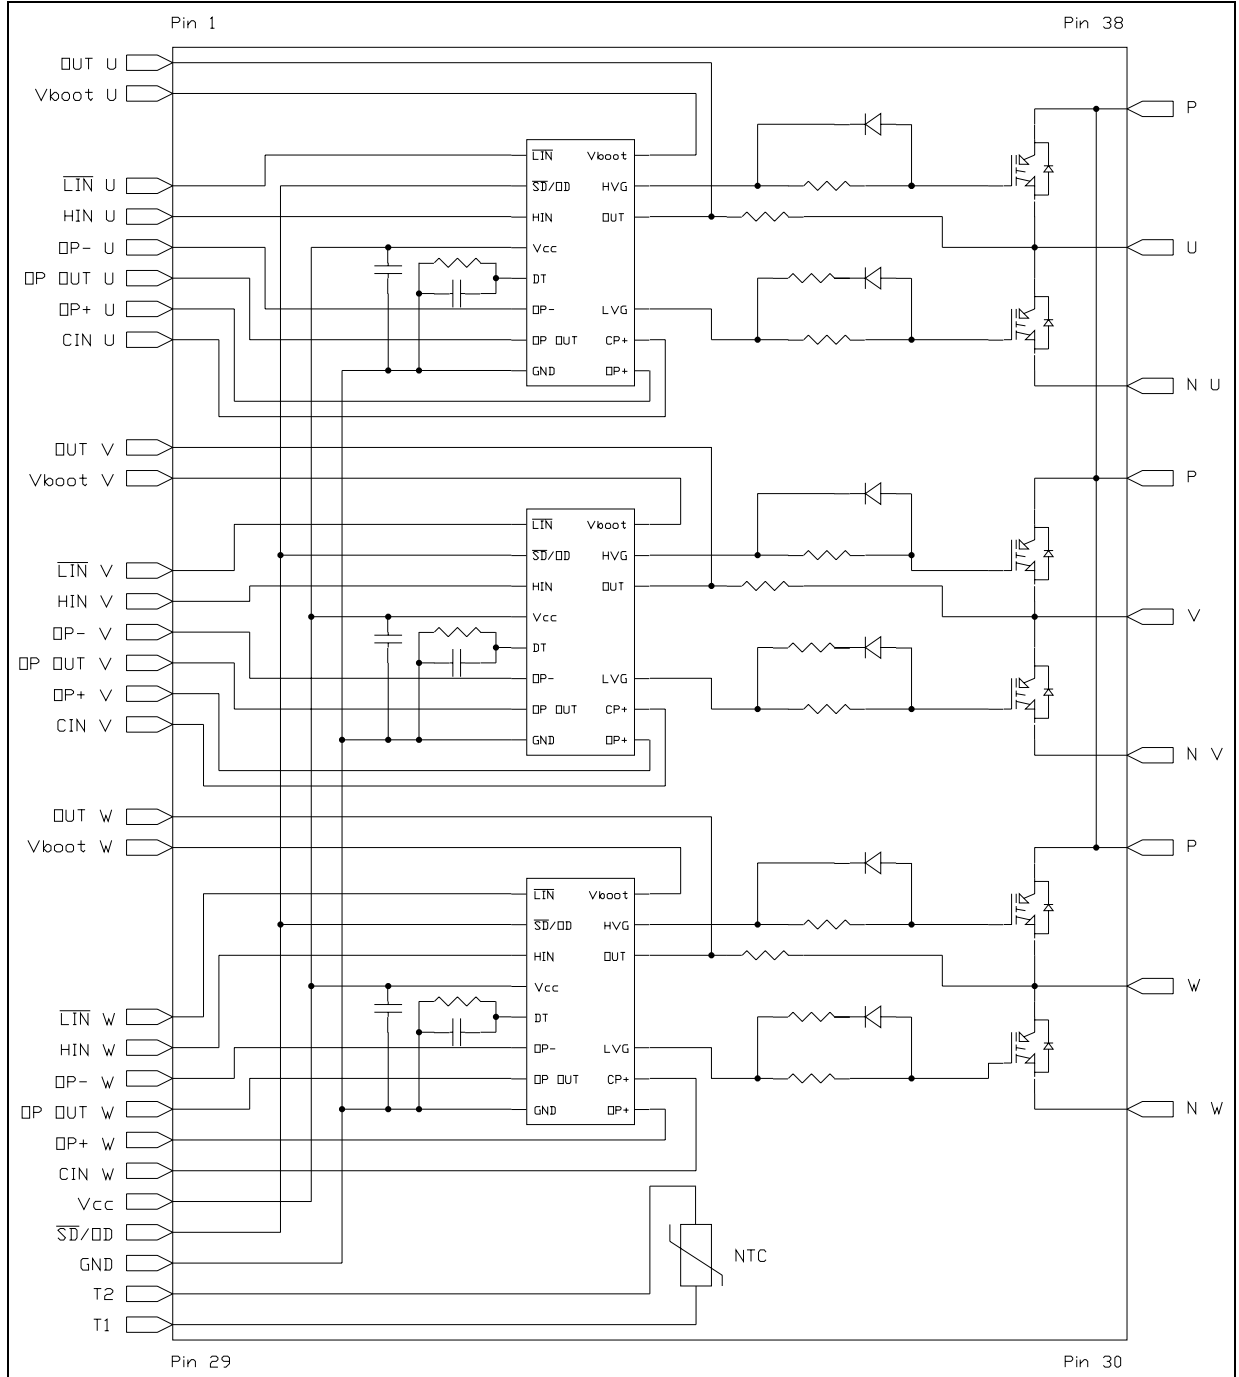 Pin 1
Pin 38
OUT U
Vboot U
P
LIN
Vboot
LIN U
SD/OD
HVG
HIN U
HIN
OUT
OP- U
Vcc
U
OP OUT U
DT
OP+ U
OP-
LVG
CIN U
OP OUT
CP+
GND
OP+
N U
OUT V
Vboot V
P
LIN
Vboot
SD/OD
HVG
LIN V
HIN
OUT
HIN V
Vcc
V
OP- V
DT
OP OUT V
OP-
LVG
OP+ V
OP OUT
CP+
CIN V
GND
OP+
N V
OUT W
Vboot W
P
LIN
Vboot
SD/OD
HVG
HIN
OUT
Vcc
W
LIN W
DT
HIN W
OP-
LVG
OP- W
OP OUT
CP+
OP OUT W
GND
OP+
N W
OP+ W
CIN W
Vcc
SD/OD
NTC
GND
T2
T1
Pin 29
Pin 30